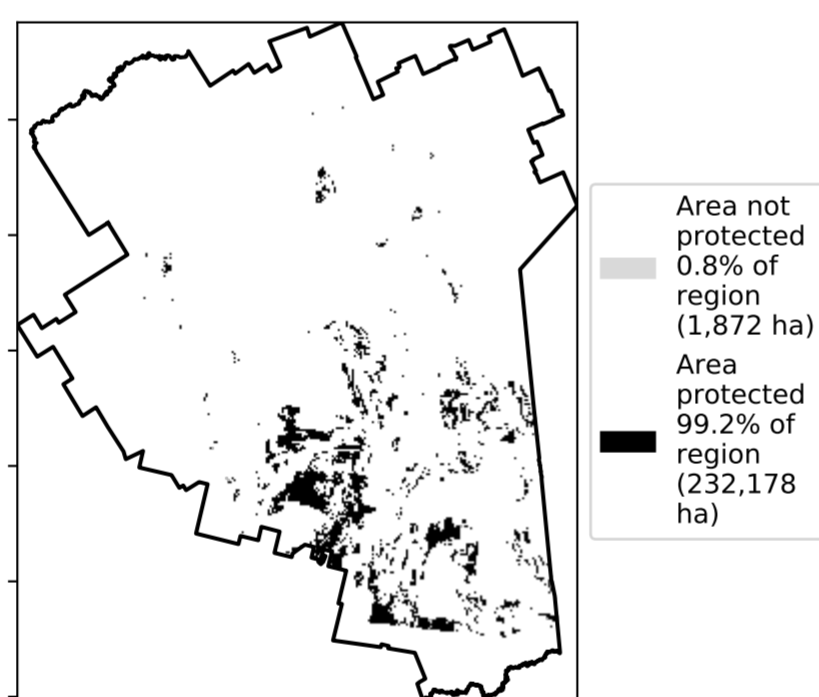 Area not
protected
0.8% of
region
(1,872 ha)
Area
protected
99.2% of
region
(232,178
ha)